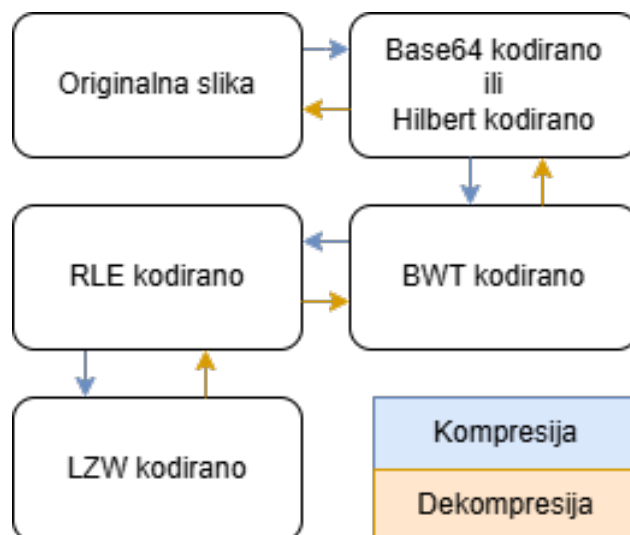 Originalna slika
Base64 kodirano
ili
Hilbert kodirano
RLE kodirano
BWT kodirano
LZW kodirano
Kompresija
Dekompresija